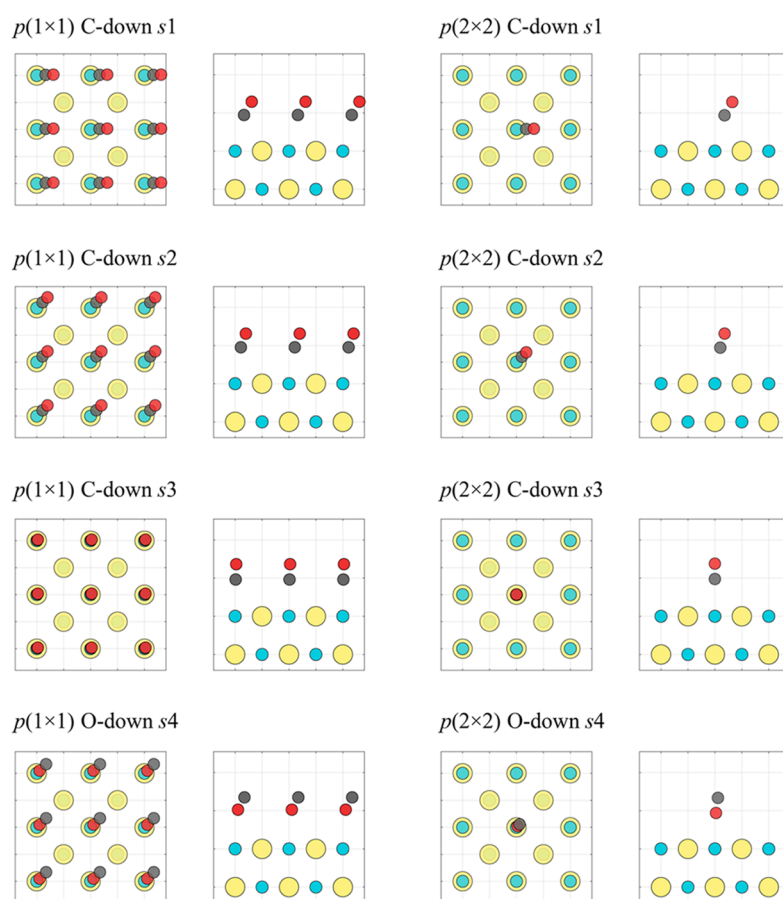 p(1×1) C-down s1
p(2×2) C-down s1
p(1×1) C-down s2
p(2×2) C-down s2
p(1×1) C-down s3
p(2×2) C-down s3
p(1×1) O-down s4
p(2×2) O-down s4